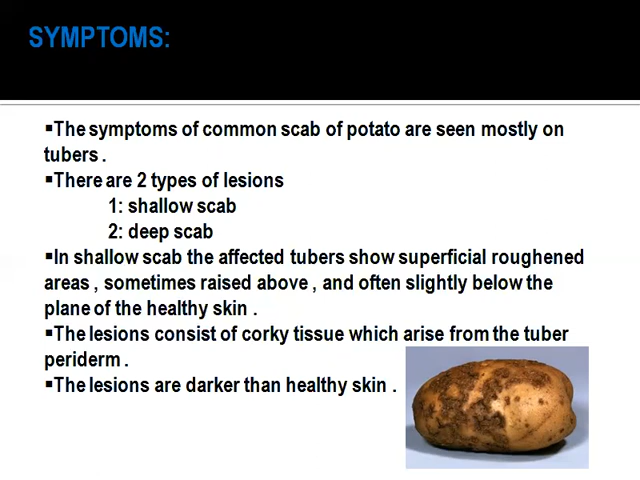 SYMPTOMS:
▪The symptoms of common scab of potato are seen mostly on
tubers .
▪There are 2 types of lesions
1: shallow scab
2: deep scab
▪In shallow scab the affected tubers show superficial roughened
areas , sometimes raised above , and often slightly below the
plane of the healthy skin .
▪The lesions consist of corky tissue which arise from the tuber
periderm .
▪The lesions are darker than healthy skin .